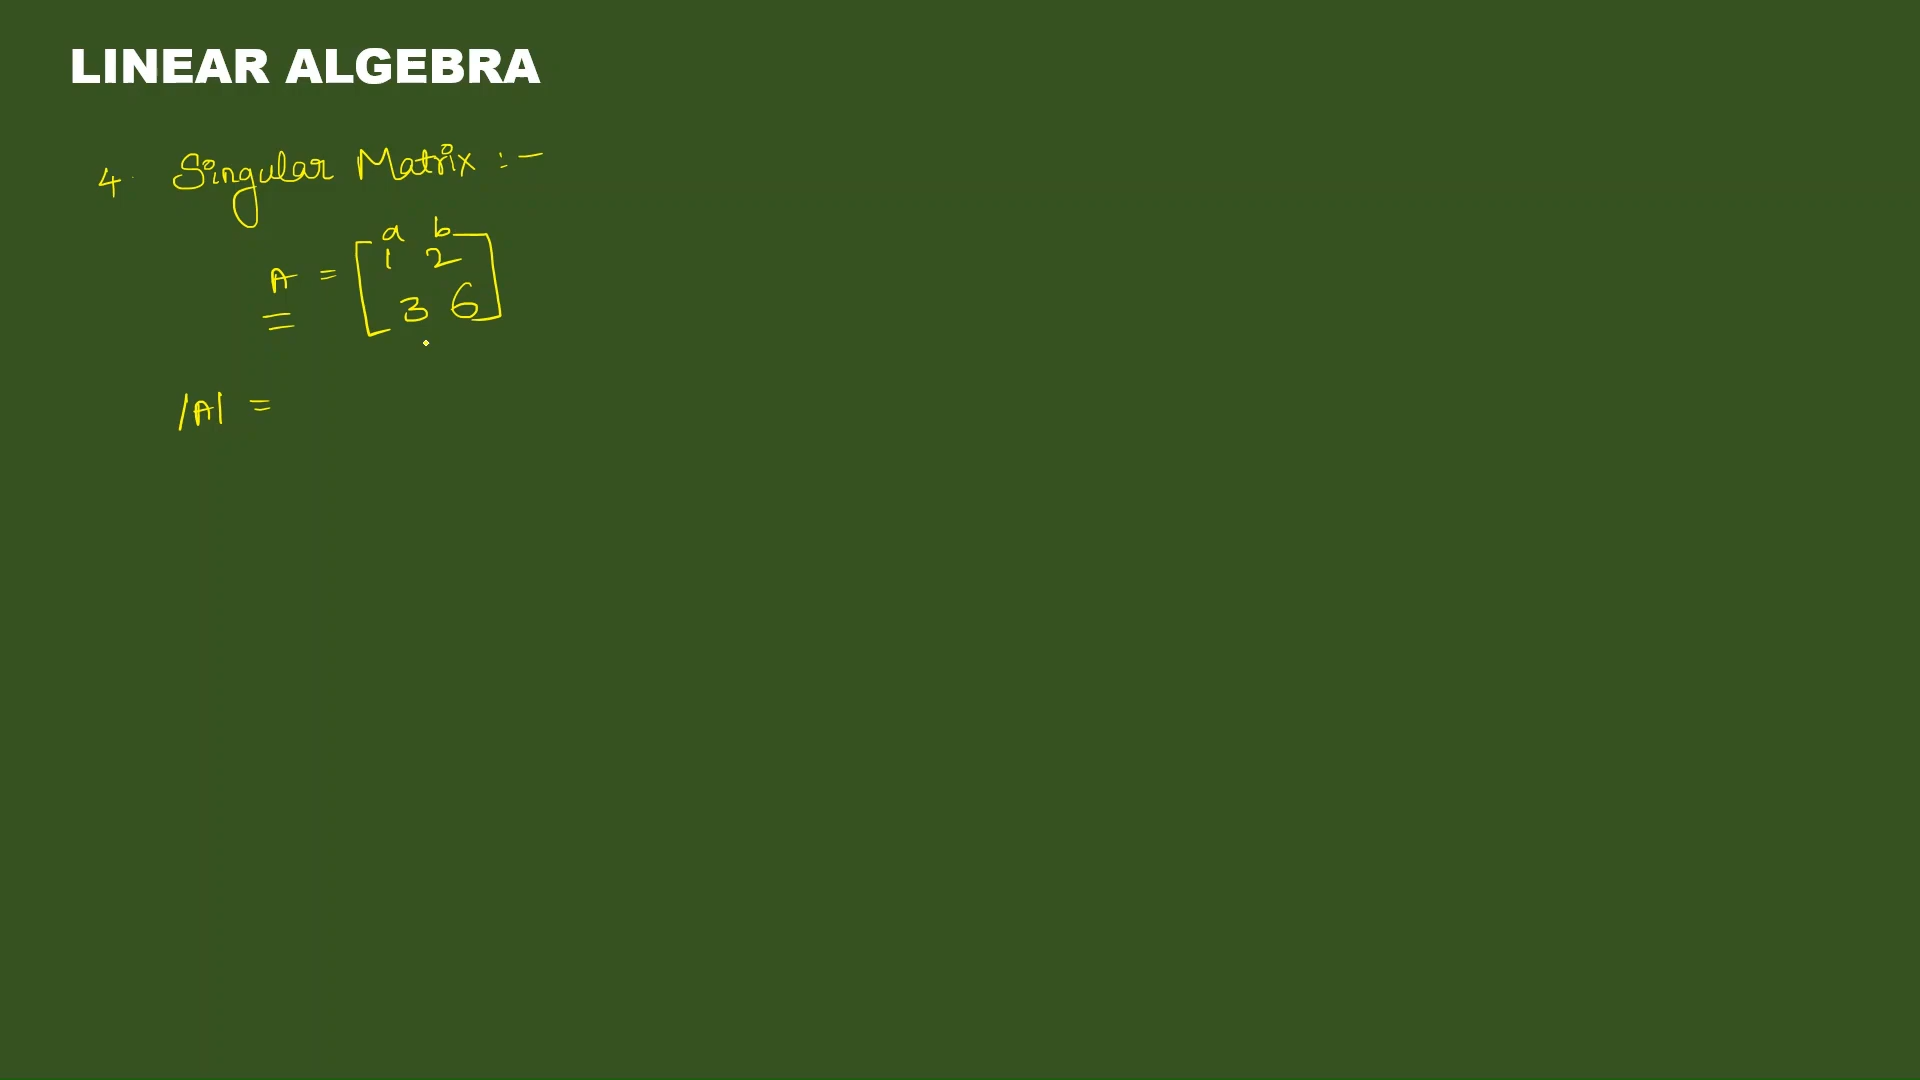 LINEAR ALGEBRA
4. Singular Matrix :-
a b
A = [ 1 2
3 6 ]
|A| =